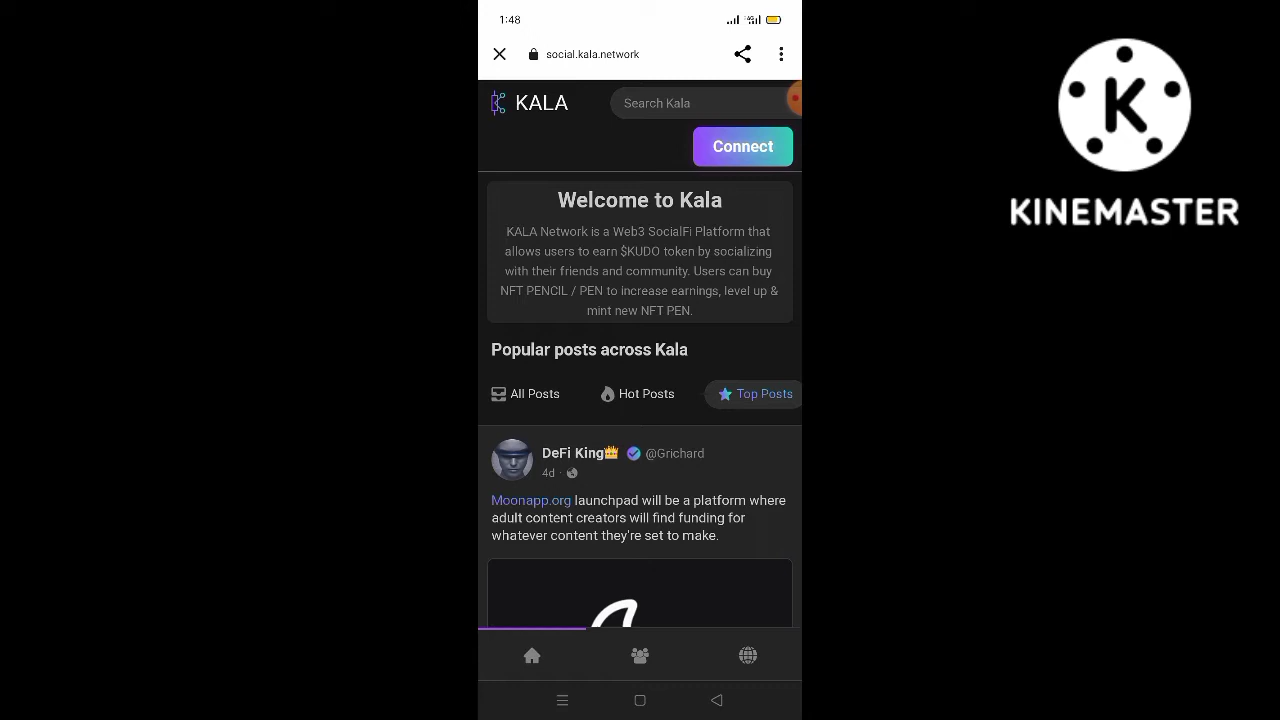 1:48
social.kala.network
KALA
Search Kala
Connect
Welcome to Kala
KALA Network is a Web3 SocialFi Platform that
allows users to earn $KUDO token by socializing
with their friends and community. Users can buy
NFT PENCIL / PEN to increase earnings, level up &
mint new NFT PEN.
Popular posts across Kala
All Posts
Hot Posts
Top Posts
DeFi King👑 @Grichard
4d ·
Moonapp.org launchpad will be a platform where
adult content creators will find funding for
whatever content they're set to make.
K
KINEMASTER